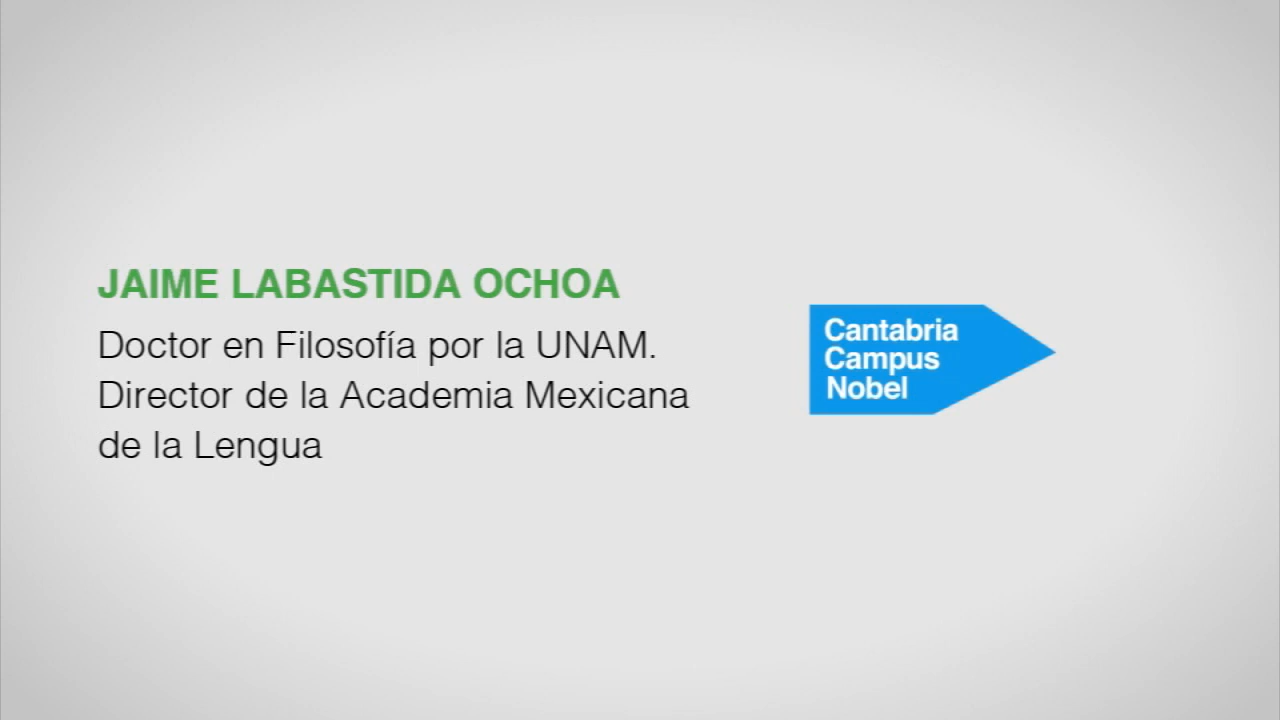 JAIME LABASTIDA OCHOA
Doctor en Filosofía por la UNAM.
Director de la Academia Mexicana
de la Lengua
Cantabria
Campus
Nobel